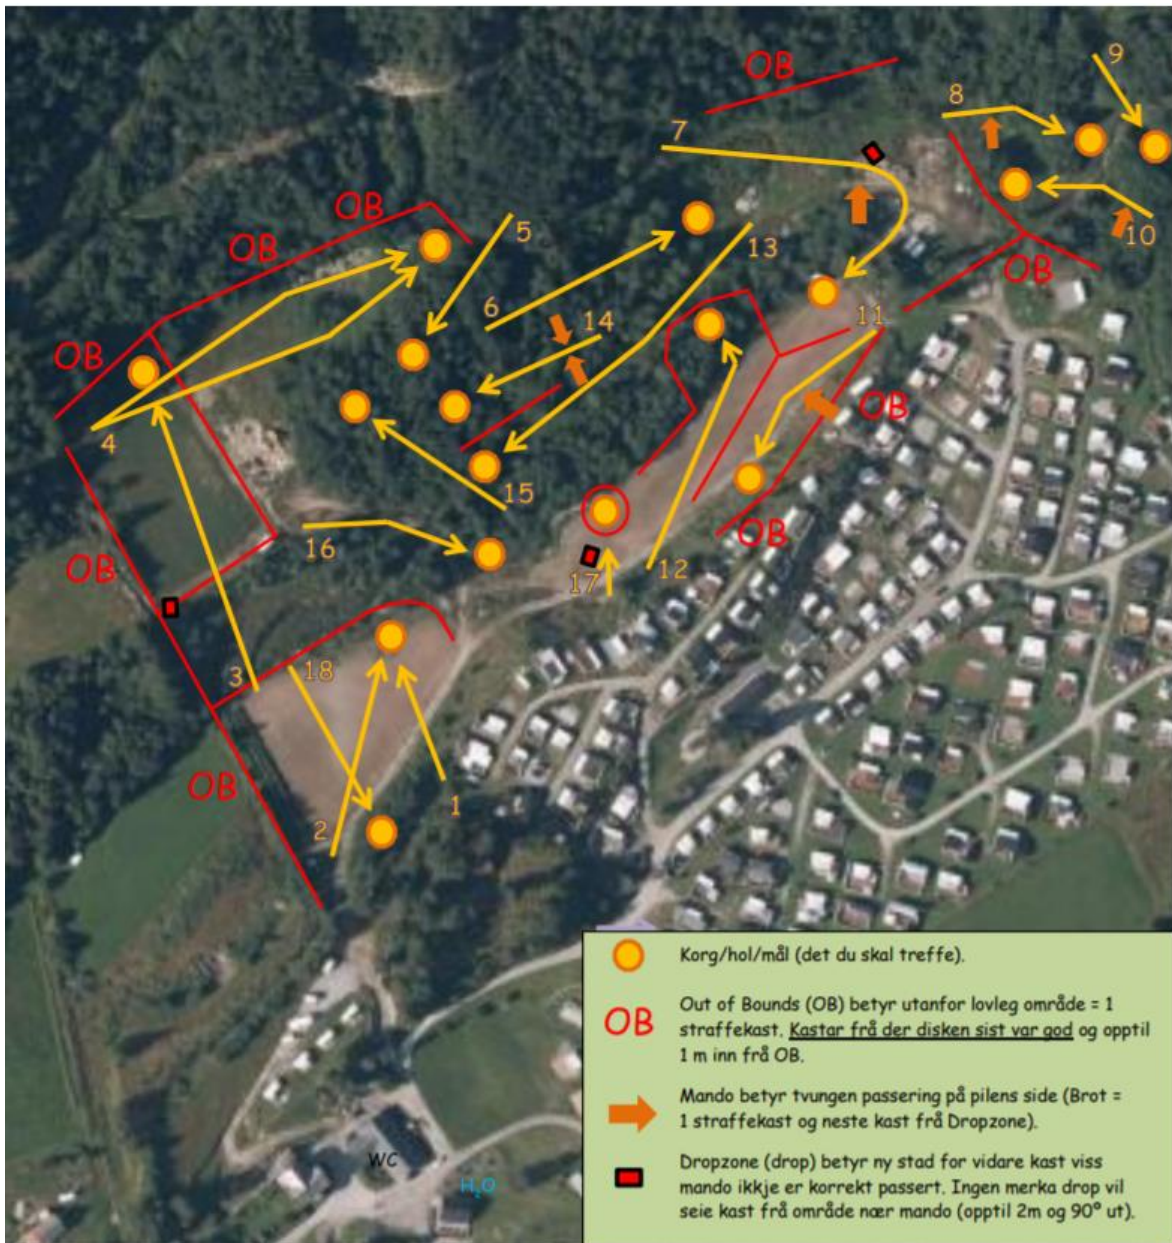 OB
7
8
9
OB
OB
5
13
10
OB
6
14
11
OB
4
OB
15
16
OB
OB
12
17
3
18
OB
2
1
Korg/hol/mål (det du skal treffe).
OB
Out of Bounds (OB) betyr utanfor lovleg område = 1
straffekast. Kastar frå der disken sist var god og opptil
1 m inn frå OB.
Mando betyr tvungen passering på pilens side (Brot =
1 straffekast og neste kast frå Dropzone).
WC
H₂O
Dropzone (drop) betyr ny stad for vidare kast viss
mando ikkje er korrekt passert. Ingen merka drop vil
seie kast frå område nær mando (opptil 2m og 90° ut).